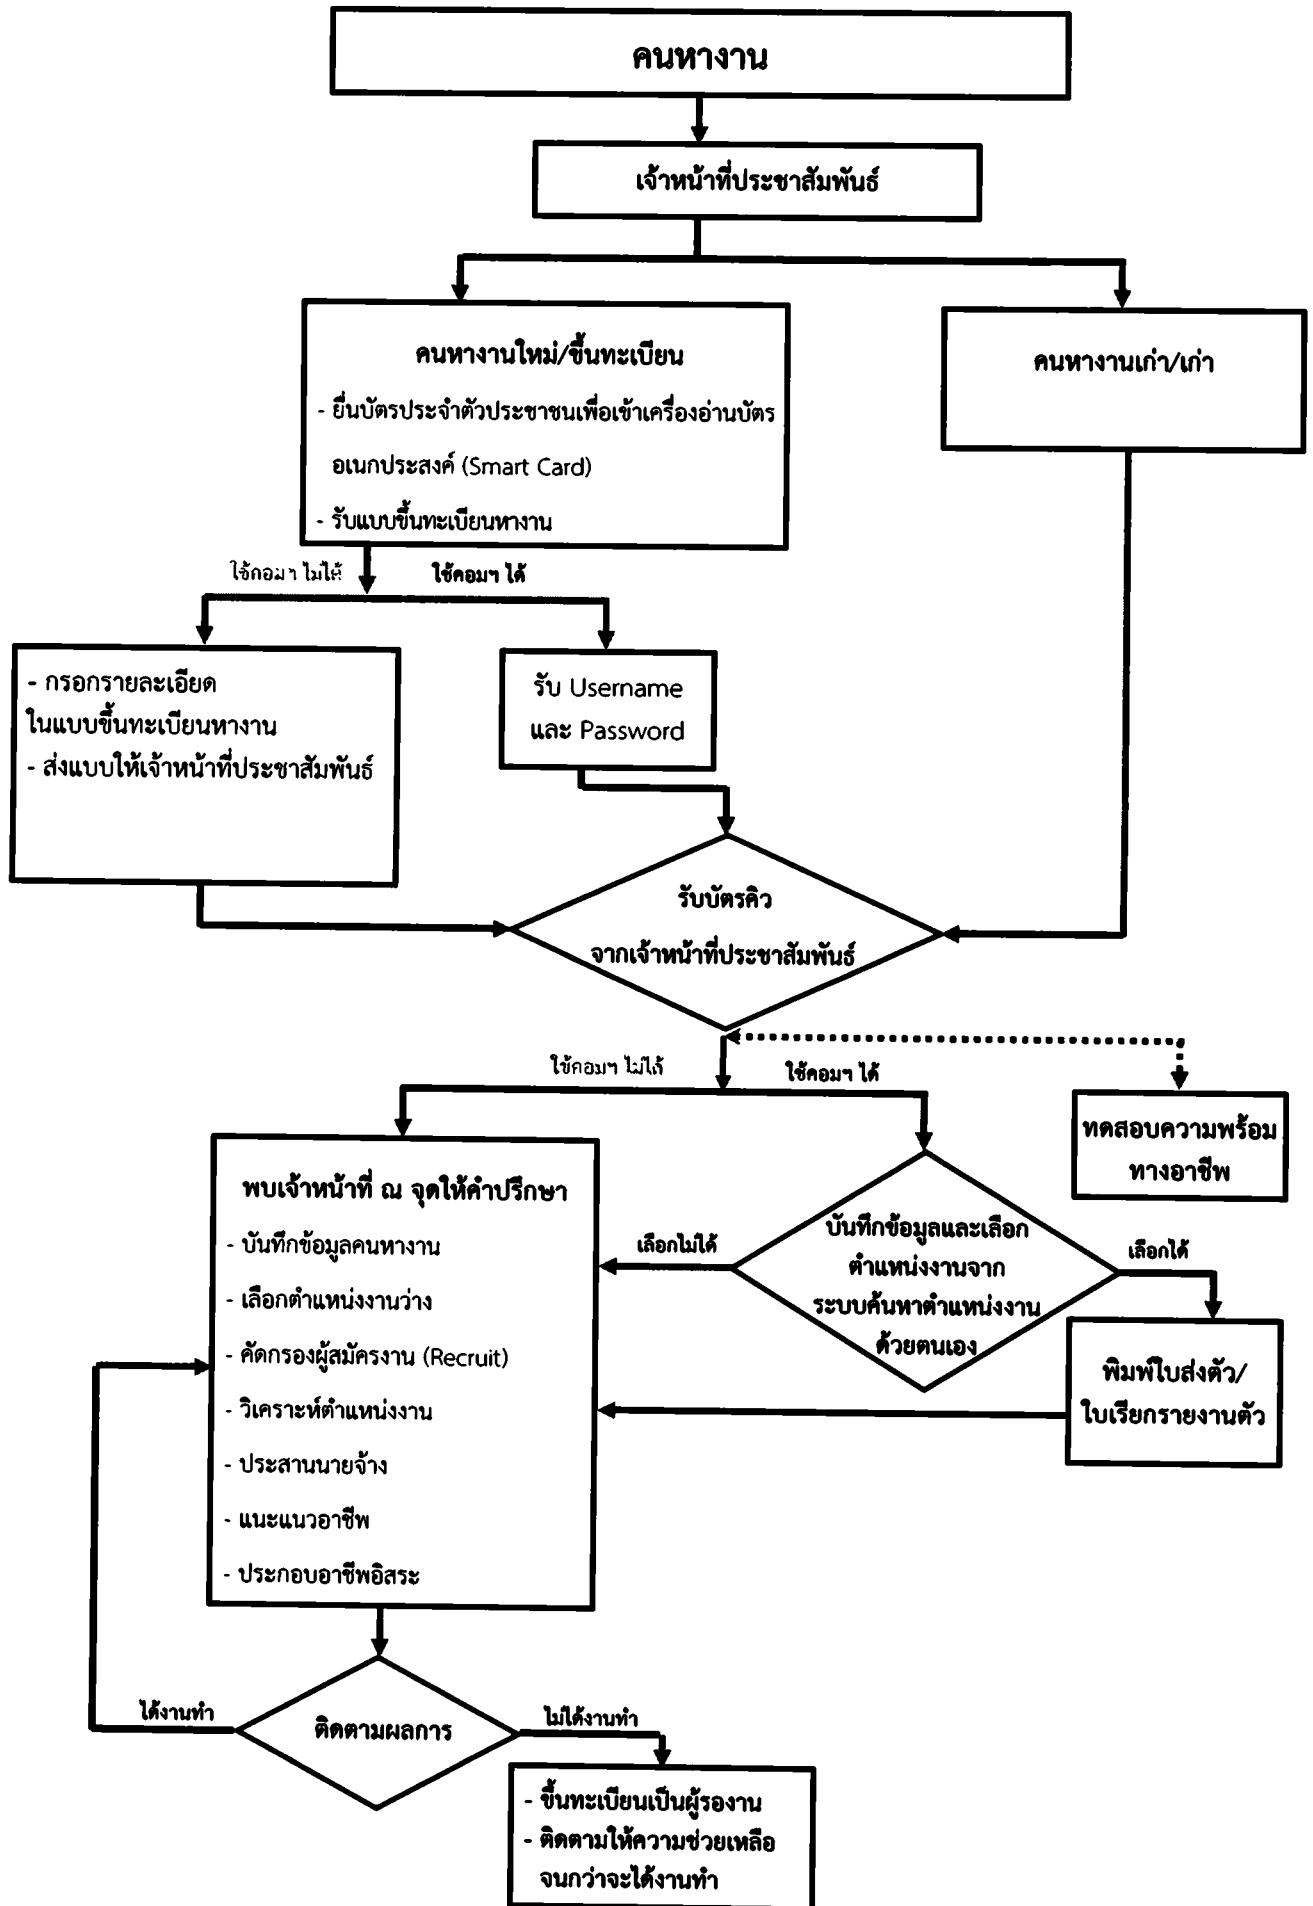 คนหางาน
เจ้าหน้าที่ประชาสัมพันธ์
คนหางานใหม่/ขึ้นทะเบียน
- ยื่นบัตรประจำตัวประชาชนเพื่อเข้าเครื่องอ่านบัตร
อเนกประสงค์ (Smart Card)
- รับแบบขึ้นทะเบียนหางาน
คนหางานเก่า/เก่า
ใช้คอมฯ ไม่ได้
ใช้คอมฯ ได้
- กรอกรายละเอียด
ในแบบขึ้นทะเบียนหางาน
- ส่งแบบให้เจ้าหน้าที่ประชาสัมพันธ์
รับ Username
และ Password
รับบัตรคิว
จากเจ้าหน้าที่ประชาสัมพันธ์
ใช้คอมฯ ไม่ได้
ใช้คอมฯ ได้
ทดสอบความพร้อม
ทางอาชีพ
พบเจ้าหน้าที่ ณ จุดให้คำปรึกษา
- บันทึกข้อมูลคนหางาน
- เลือกตำแหน่งงานว่าง
- คัดกรองผู้สมัครงาน (Recruit)
- วิเคราะห์ตำแหน่งงาน
- ประสานนายจ้าง
- แนะแนวอาชีพ
- ประกอบอาชีพอิสระ
เลือกไม่ได้
บันทึกข้อมูลและเลือก
ตำแหน่งงานจาก
ระบบค้นหาตำแหน่งงาน
ด้วยตนเอง
เลือกได้
พิมพ์ใบส่งตัว/
ใบเรียกรายงานตัว
ได้งานทำ
ติดตามผลการ
ไม่ได้งานทำ
- ขึ้นทะเบียนเป็นผู้รองาน
- ติดตามให้ความช่วยเหลือ
จนกว่าจะได้งานทำ